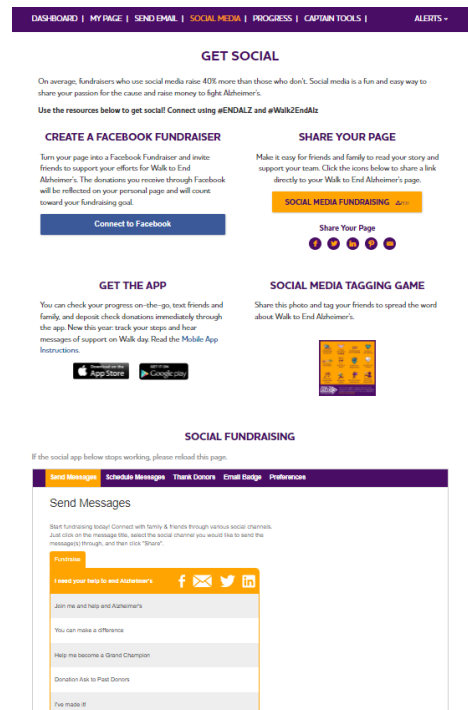 DASHBOARD | MY PAGE | SEND EMAIL | SOCIAL MEDIA | PROGRESS | CAPTAIN TOOLS | ALERTS
GET SOCIAL
On average, fundraisers who use social media raise 40% more than those who don't. Social media is a fun and easy way to
share your passion for the cause and raise money to fight Alzheimer's.
Use the resources below to get social! Connect using #ENDALZ and #Walk2EndAlz
CREATE A FACEBOOK FUNDRAISER
Turn your page into a Facebook Fundraiser and invite
friends to support your efforts for Walk to End
Alzheimer's. The donations you receive through Facebook
will be reflected on your personal page and will count
toward your fundraising goal.
Connect to Facebook
SHARE YOUR PAGE
Make it easy for friends and family to read your story and
support your team. Click the icons below to share a link
directly to your Walk to End Alzheimer's page.
SOCIAL MEDIA FUNDRAISING
Share Your Page
GET THE APP
You can check your progress on-the-go, text friends and
family, and deposit check donations immediately through
the app. New this year: track your steps and hear
messages of support on Walk day. Read the Mobile App
Instructions.
Download on the
App Store
GET IT ON
Google play
SOCIAL MEDIA TAGGING GAME
Share this photo and tag your friends to spread the word
about Walk to End Alzheimer's.
SOCIAL FUNDRAISING
If the social app below stops working, please reload this page.
Send Messages Schedule Messages Thank Donors Email Badge Preferences
Send Messages
Start fundraising today! Connect with family & friends through various social channels.
Just click on the message title, select the social channel you would like to send the
message(s) through, and then click "Share".
Fundraise
I need your help to end Alzheimer's
Join me and help end Alzheimer's
You can make a difference
Help me become a Grand Champion
Donation Ask to Past Donors
I've made it!